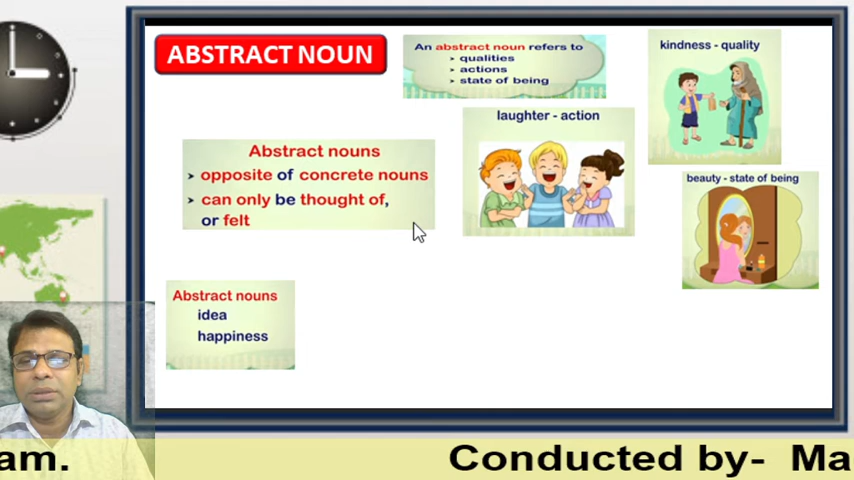 ABSTRACT NOUN
An abstract noun refers to
➤ qualities
➤ actions
➤ state of being
kindness - quality
laughter - action
beauty - state of being
Abstract nouns
➤ opposite of concrete nouns
➤ can only be thought of,
or felt
Abstract nouns
idea
happiness
am. Conducted by- Ma